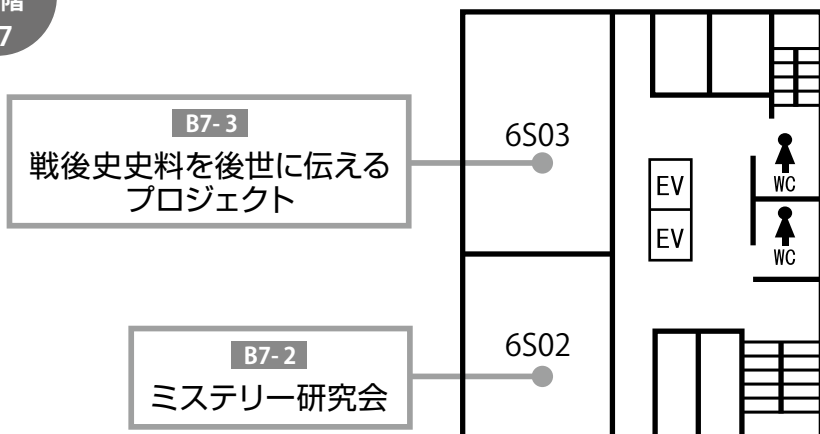 階
7
B7-3
戦後史史料を後世に伝える
プロジェクト
6S03
EV
EV
WC
WC
B7-2
ミステリー研究会
6S02